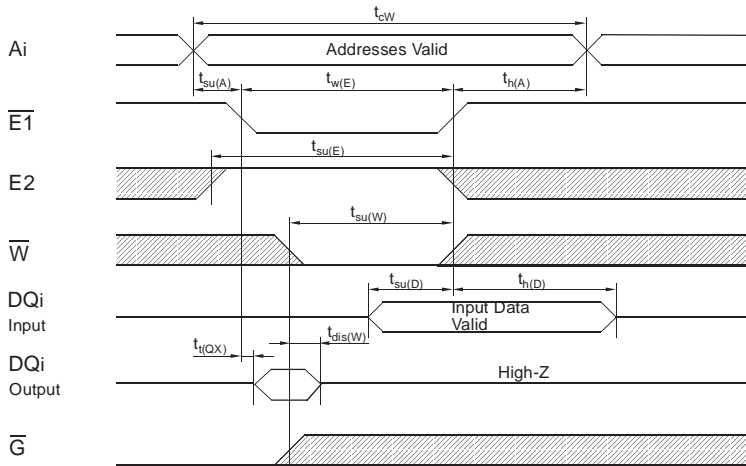 tcW
Ai
Addresses Valid
tsu(A)
tw(E)
th(A)
E1
tsu(E)
E2
tsu(W)
W
DQi
Input
tsu(D)
th(D)
Input Data
Valid
tt(QX)
tdis(W)
DQi
Output
High-Z
G